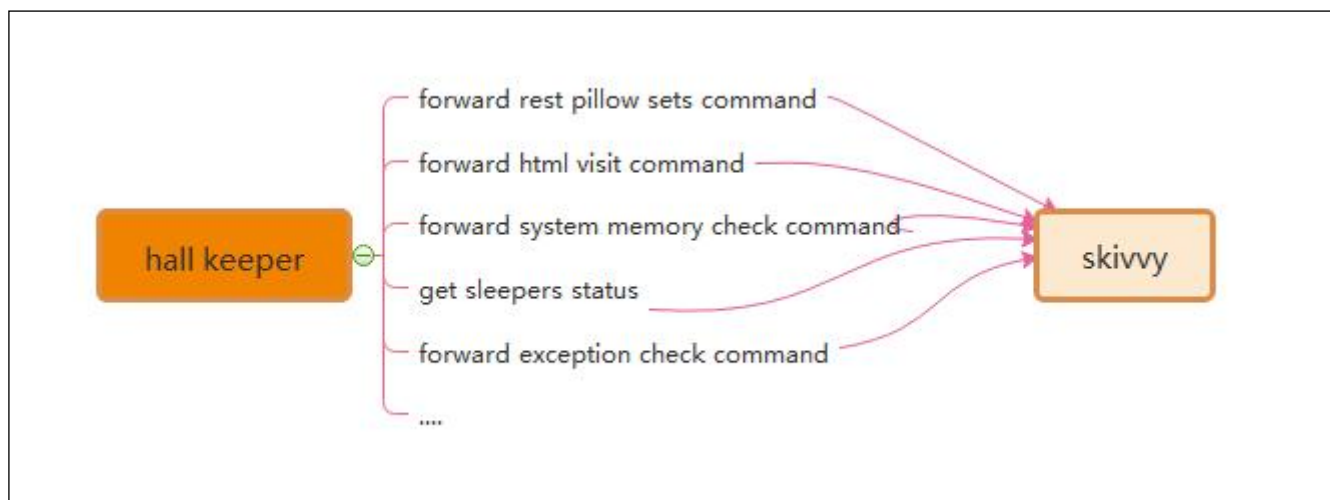 forward rest pillow sets command
forward html visit command
forward system memory check command
hall keeper
skivvy
get sleepers status
forward exception check command
....